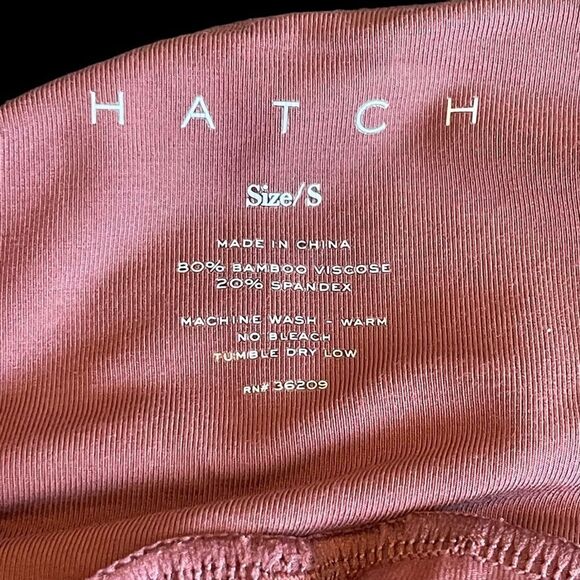 HATCH
Size/S
MADE IN CHINA
80% BAMBOO VISCOSE
20% SPANDEX
MACHINE WASH - WARM
NO BLEACH
TUMBLE DRY LOW
RN# 36209